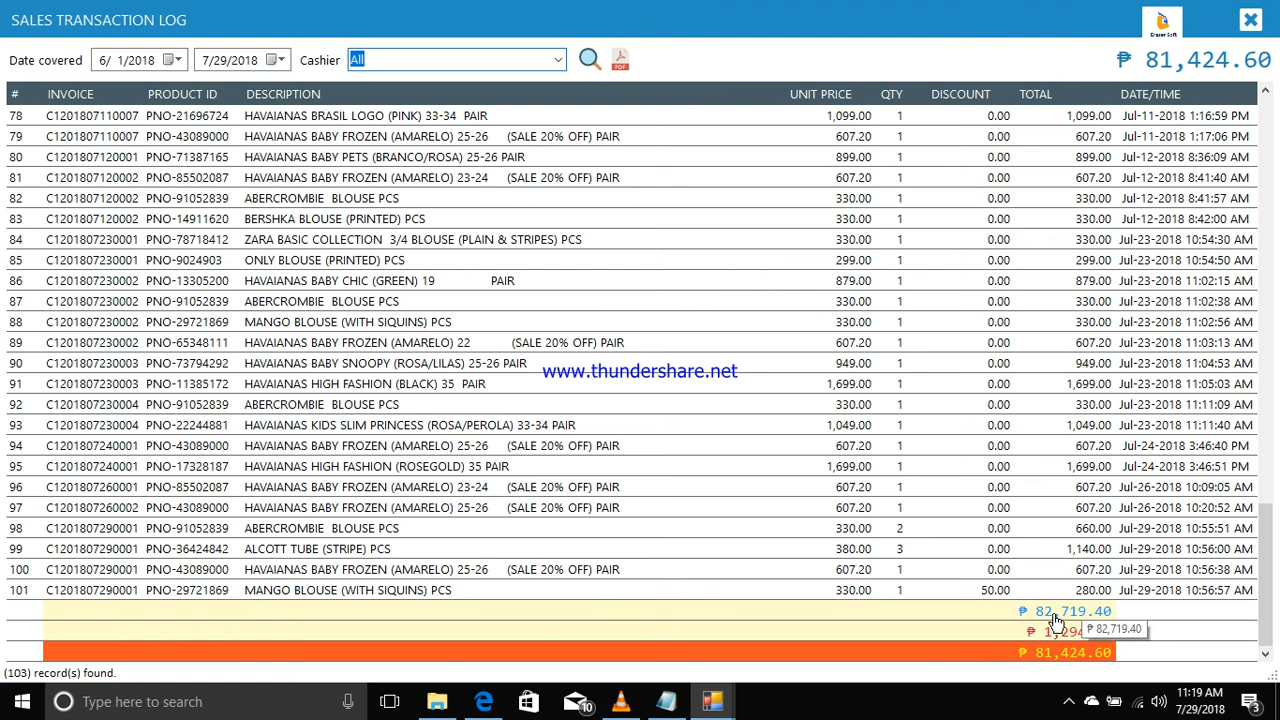 SALES TRANSACTION LOG
Eraser Soft
Date covered 6/ 1/2018 7/29/2018 Cashier All PDF ₱ 81,424.60
# INVOICE PRODUCT ID DESCRIPTION UNIT PRICE QTY DISCOUNT TOTAL DATE/TIME
78 C1201807110007 PNO-21696724 HAVAIANAS BRASIL LOGO (PINK) 33-34 PAIR 1,099.00 1 0.00 1,099.00 Jul-11-2018 1:16:59 PM
79 C1201807110007 PNO-43089000 HAVAIANAS BABY FROZEN (AMARELO) 25-26 (SALE 20% OFF) PAIR 607.20 1 0.00 607.20 Jul-11-2018 1:17:06 PM
80 C1201807120001 PNO-71387165 HAVAIANAS BABY PETS (BRANCO/ROSA) 25-26 PAIR 899.00 1 0.00 899.00 Jul-12-2018 8:36:09 AM
81 C1201807120002 PNO-85502087 HAVAIANAS BABY FROZEN (AMARELO) 23-24 (SALE 20% OFF) PAIR 607.20 1 0.00 607.20 Jul-12-2018 8:41:40 AM
82 C1201807120002 PNO-91052839 ABERCROMBIE BLOUSE PCS 330.00 1 0.00 330.00 Jul-12-2018 8:41:57 AM
83 C1201807120002 PNO-14911620 BERSHKA BLOUSE (PRINTED) PCS 330.00 1 0.00 330.00 Jul-12-2018 8:42:00 AM
84 C1201807230001 PNO-78718412 ZARA BASIC COLLECTION 3/4 BLOUSE (PLAIN & STRIPES) PCS 330.00 1 0.00 330.00 Jul-23-2018 10:54:30 AM
85 C1201807230001 PNO-9024903 ONLY BLOUSE (PRINTED) PCS 299.00 1 0.00 299.00 Jul-23-2018 10:54:50 AM
86 C1201807230002 PNO-13305200 HAVAIANAS BABY CHIC (GREEN) 19 PAIR 879.00 1 0.00 879.00 Jul-23-2018 11:02:15 AM
87 C1201807230002 PNO-91052839 ABERCROMBIE BLOUSE PCS 330.00 1 0.00 330.00 Jul-23-2018 11:02:38 AM
88 C1201807230002 PNO-29721869 MANGO BLOUSE (WITH SIQUINS) PCS 330.00 1 0.00 330.00 Jul-23-2018 11:02:56 AM
89 C1201807230002 PNO-65348111 HAVAIANAS BABY FROZEN (AMARELO) 22 (SALE 20% OFF) PAIR 607.20 1 0.00 607.20 Jul-23-2018 11:03:13 AM
90 C1201807230003 PNO-73794292 HAVAIANAS BABY SNOOPY (ROSA/LILAS) 25-26 PAIR 949.00 1 0.00 949.00 Jul-23-2018 11:04:53 AM
www.thundershare.net
91 C1201807230003 PNO-11385172 HAVAIANAS HIGH FASHION (BLACK) 35 PAIR 1,699.00 1 0.00 1,699.00 Jul-23-2018 11:05:03 AM
92 C1201807230004 PNO-91052839 ABERCROMBIE BLOUSE PCS 330.00 1 0.00 330.00 Jul-23-2018 11:11:09 AM
93 C1201807230004 PNO-22244881 HAVAIANAS KIDS SLIM PRINCESS (ROSA/PEROLA) 33-34 PAIR 1,049.00 1 0.00 1,049.00 Jul-23-2018 11:11:40 AM
94 C1201807240001 PNO-43089000 HAVAIANAS BABY FROZEN (AMARELO) 25-26 (SALE 20% OFF) PAIR 607.20 1 0.00 607.20 Jul-24-2018 3:46:40 PM
95 C1201807240001 PNO-17328187 HAVAIANAS HIGH FASHION (ROSEGOLD) 35 PAIR 1,699.00 1 0.00 1,699.00 Jul-24-2018 3:46:51 PM
96 C1201807260001 PNO-85502087 HAVAIANAS BABY FROZEN (AMARELO) 23-24 (SALE 20% OFF) PAIR 607.20 1 0.00 607.20 Jul-26-2018 10:09:05 AM
97 C1201807260002 PNO-43089000 HAVAIANAS BABY FROZEN (AMARELO) 25-26 (SALE 20% OFF) PAIR 607.20 1 0.00 607.20 Jul-26-2018 10:20:52 AM
98 C1201807290001 PNO-91052839 ABERCROMBIE BLOUSE PCS 330.00 2 0.00 660.00 Jul-29-2018 10:55:51 AM
99 C1201807290001 PNO-36424842 ALCOTT TUBE (STRIPE) PCS 380.00 3 0.00 1,140.00 Jul-29-2018 10:56:00 AM
100 C1201807290001 PNO-43089000 HAVAIANAS BABY FROZEN (AMARELO) 25-26 (SALE 20% OFF) PAIR 607.20 1 0.00 607.20 Jul-29-2018 10:56:38 AM
101 C1201807290001 PNO-29721869 MANGO BLOUSE (WITH SIQUINS) PCS 330.00 1 50.00 280.00 Jul-29-2018 10:56:57 AM
₱ 82,719.40
₱ 1,294 ₱ 82,719.40
₱ 81,424.60
(103) record(s) found.
Type here to search 10 11:19 AM
7/29/2018 3